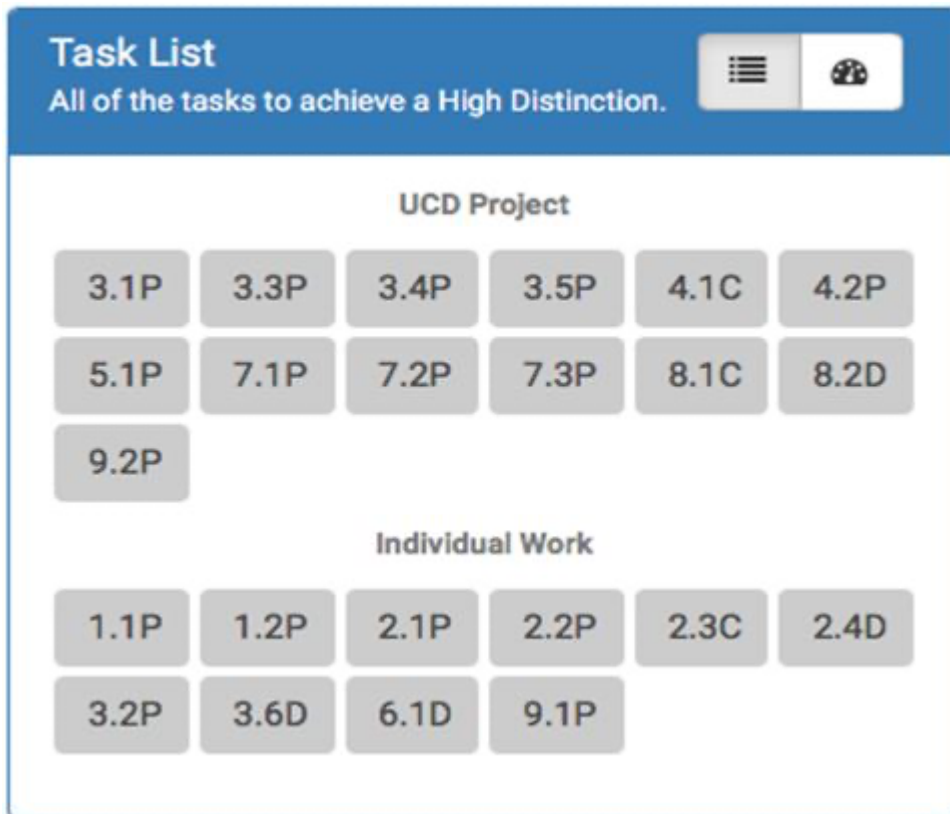 Task List
All of the tasks to achieve a High Distinction.
UCD Project
3.1P 3.3P 3.4P 3.5P 4.1C 4.2P
5.1P 7.1P 7.2P 7.3P 8.1C 8.2D
9.2P
Individual Work
1.1P 1.2P 2.1P 2.2P 2.3C 2.4D
3.2P 3.6D 6.1D 9.1P